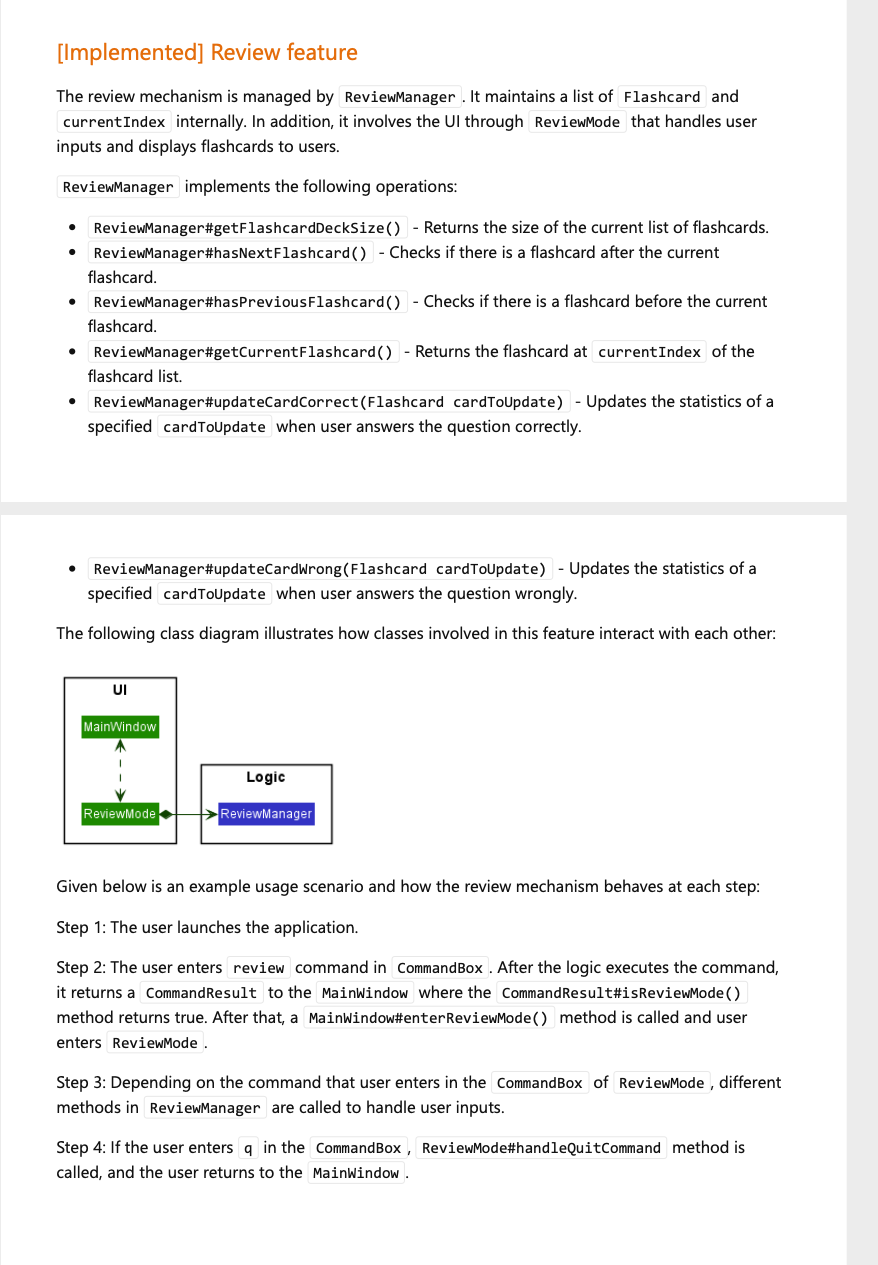 [Implemented] Review feature
The review mechanism is managed by ReviewManager . It maintains a list of Flashcard and
currentIndex internally. In addition, it involves the UI through ReviewMode that handles user
inputs and displays flashcards to users.
ReviewManager implements the following operations:
• ReviewManager#getFlashcardDeckSize() - Returns the size of the current list of flashcards.
• ReviewManager#hasNextFlashcard() - Checks if there is a flashcard after the current
flashcard.
• ReviewManager#hasPreviousFlashcard() - Checks if there is a flashcard before the current
flashcard.
• ReviewManager#getCurrentFlashcard() - Returns the flashcard at currentIndex of the
flashcard list.
• ReviewManager#updateCardCorrect(Flashcard cardToUpdate) - Updates the statistics of a
specified cardToUpdate when user answers the question correctly.
• ReviewManager#updateCardWrong(Flashcard cardToUpdate) - Updates the statistics of a
specified cardToUpdate when user answers the question wrongly.
The following class diagram illustrates how classes involved in this feature interact with each other:
UI
MainWindow
Logic
ReviewMode
ReviewManager
Given below is an example usage scenario and how the review mechanism behaves at each step:
Step 1: The user launches the application.
Step 2: The user enters review command in CommandBox . After the logic executes the command,
it returns a CommandResult to the MainWindow where the CommandResult#isReviewMode()
method returns true. After that, a MainWindow#enterReviewMode() method is called and user
enters ReviewMode .
Step 3: Depending on the command that user enters in the CommandBox of ReviewMode , different
methods in ReviewManager are called to handle user inputs.
Step 4: If the user enters q in the CommandBox , ReviewMode#handleQuitCommand method is
called, and the user returns to the MainWindow .